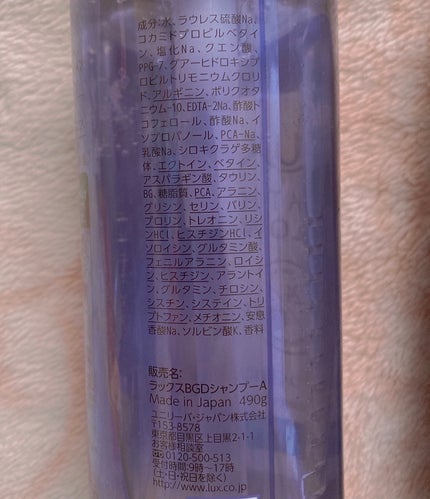 成分:水、ラウレス硫酸Na、
コカミドプロピルベタイ
ン、塩化Na、クエン酸、
PPG-7、グアーヒドロキシプ
ロピルトリモニウムクロリ
ド、アルギニン、ポリクオタ
ニウム-10、EDTA-2Na、酢酸ト
コフェロール、酢酸Na、イ
ソプロパノール、PCA-Na、
乳酸Na、シロキクラゲ多糖
体、エクトイン、ベタイン、
アスパラギン酸、タウリン、
BG、糖脂質、PCA、アラニン、
グリシン、セリン、バリン、
プロリン、トレオニン、リシ
ンHCl、ヒスチジンHCl、イ
ソロイシン、グルタミン酸、
フェニルアラニン、ロイシ
ン、ヒスチジン、アラントイ
ン、グルタミン、チロシン、
シスチン、システイン、トリ
プトファン、メチオニン、安息
香酸Na、ソルビン酸K、香料
販売名:
ラックスBGDシャンプーA
Made in Japan 490g
ユニリーバ・ジャパン株式会社
〒153-8578
東京都目黒区上目黒2-1-1
お客様相談室
0120-500-513
受付時間:9時～17時
(土・日・祝日を除く)
http://www.lux.co.jp